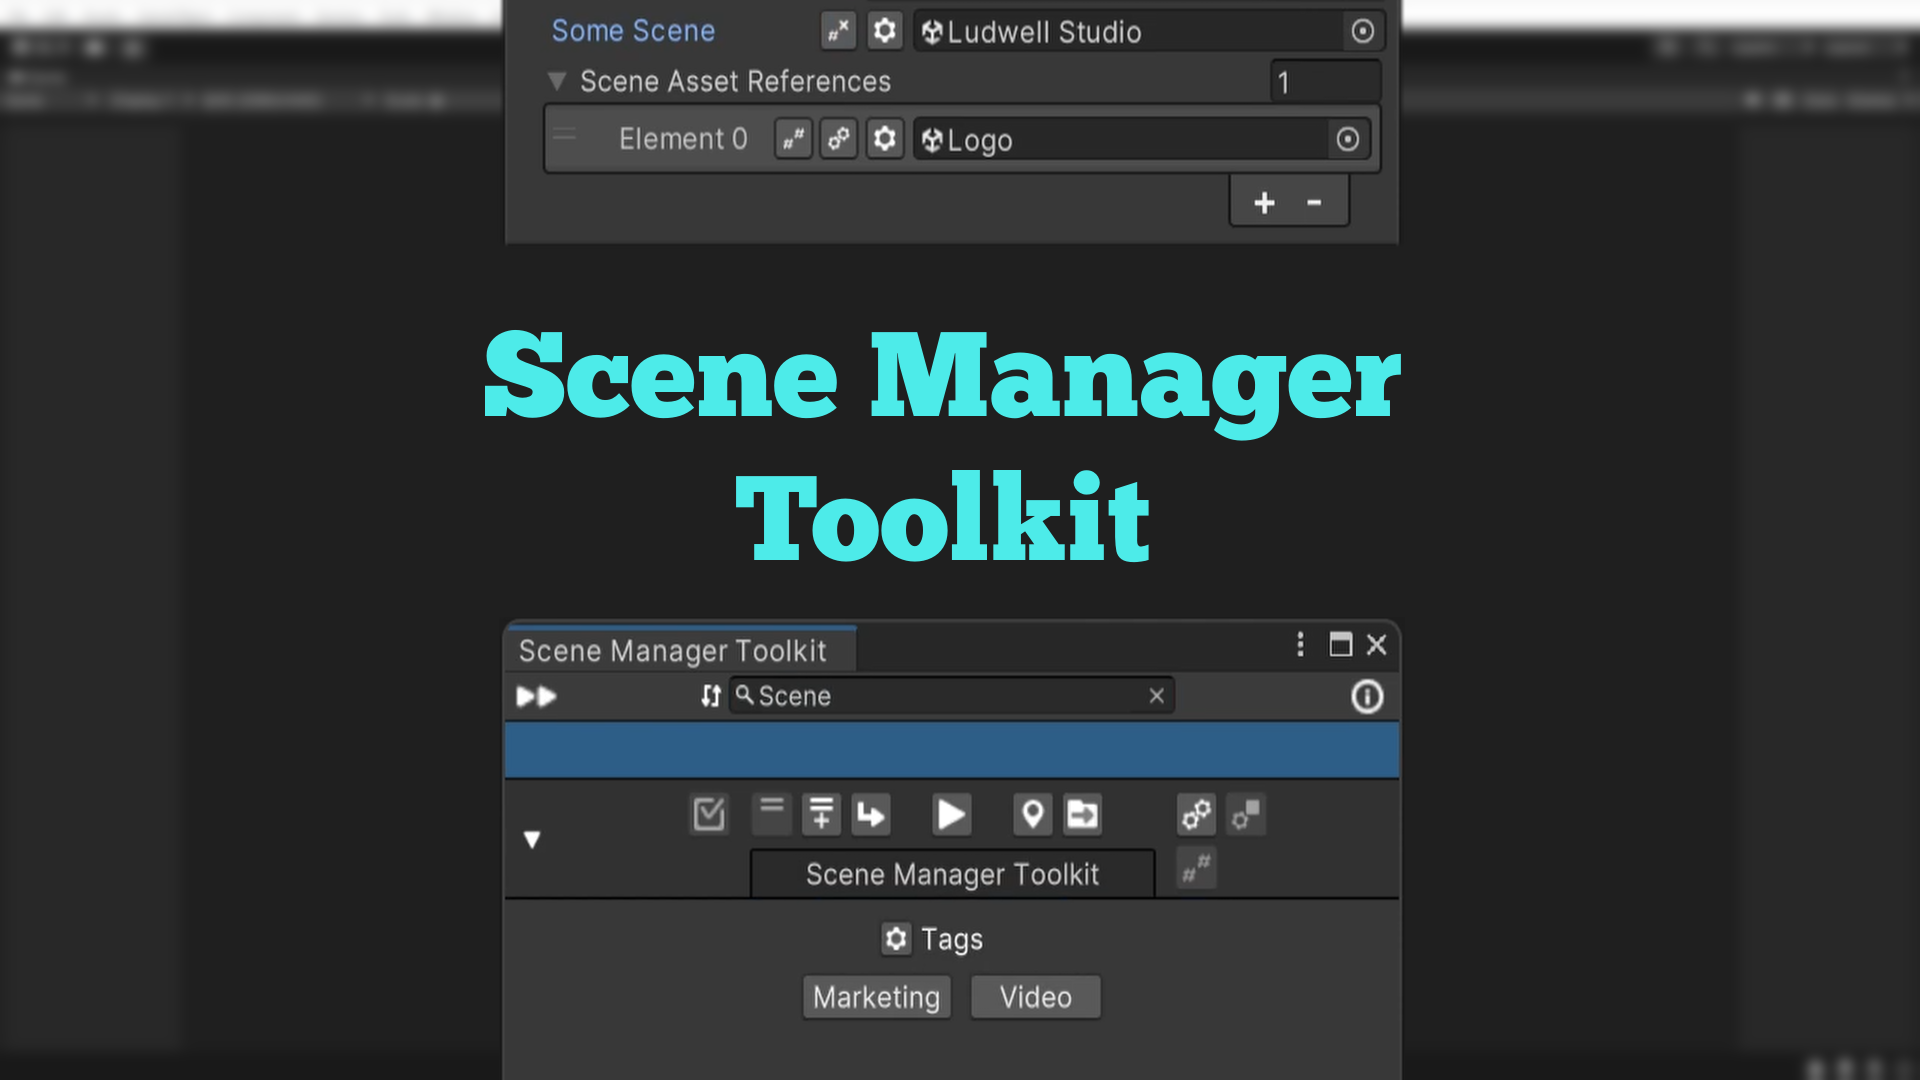 Some Scene Ludwell Studio
Scene Asset References 1
Element 0 Logo
+ -
Scene Manager
Toolkit
Scene Manager Toolkit
Scene
Scene Manager Toolkit
Tags
Marketing Video